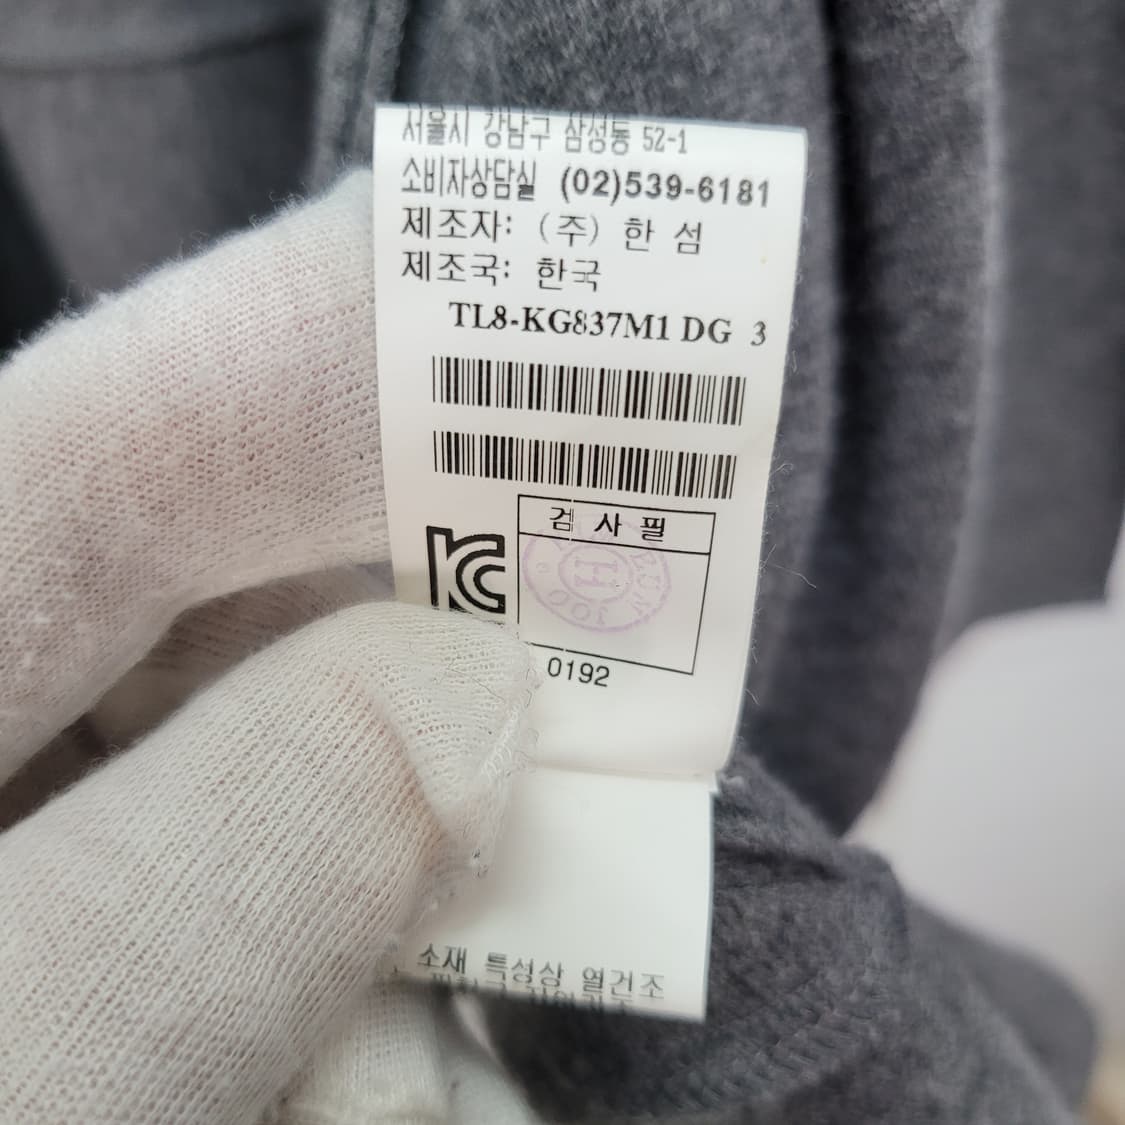 서울시 강남구 삼성동 52-1
소비자상담실 (02)539-6181
제조자: (주) 한 섬
제조국: 한국
TL8-KG837M1 DG 3
검 사 필
H
001
KC
0192
소재 특성상 열건조